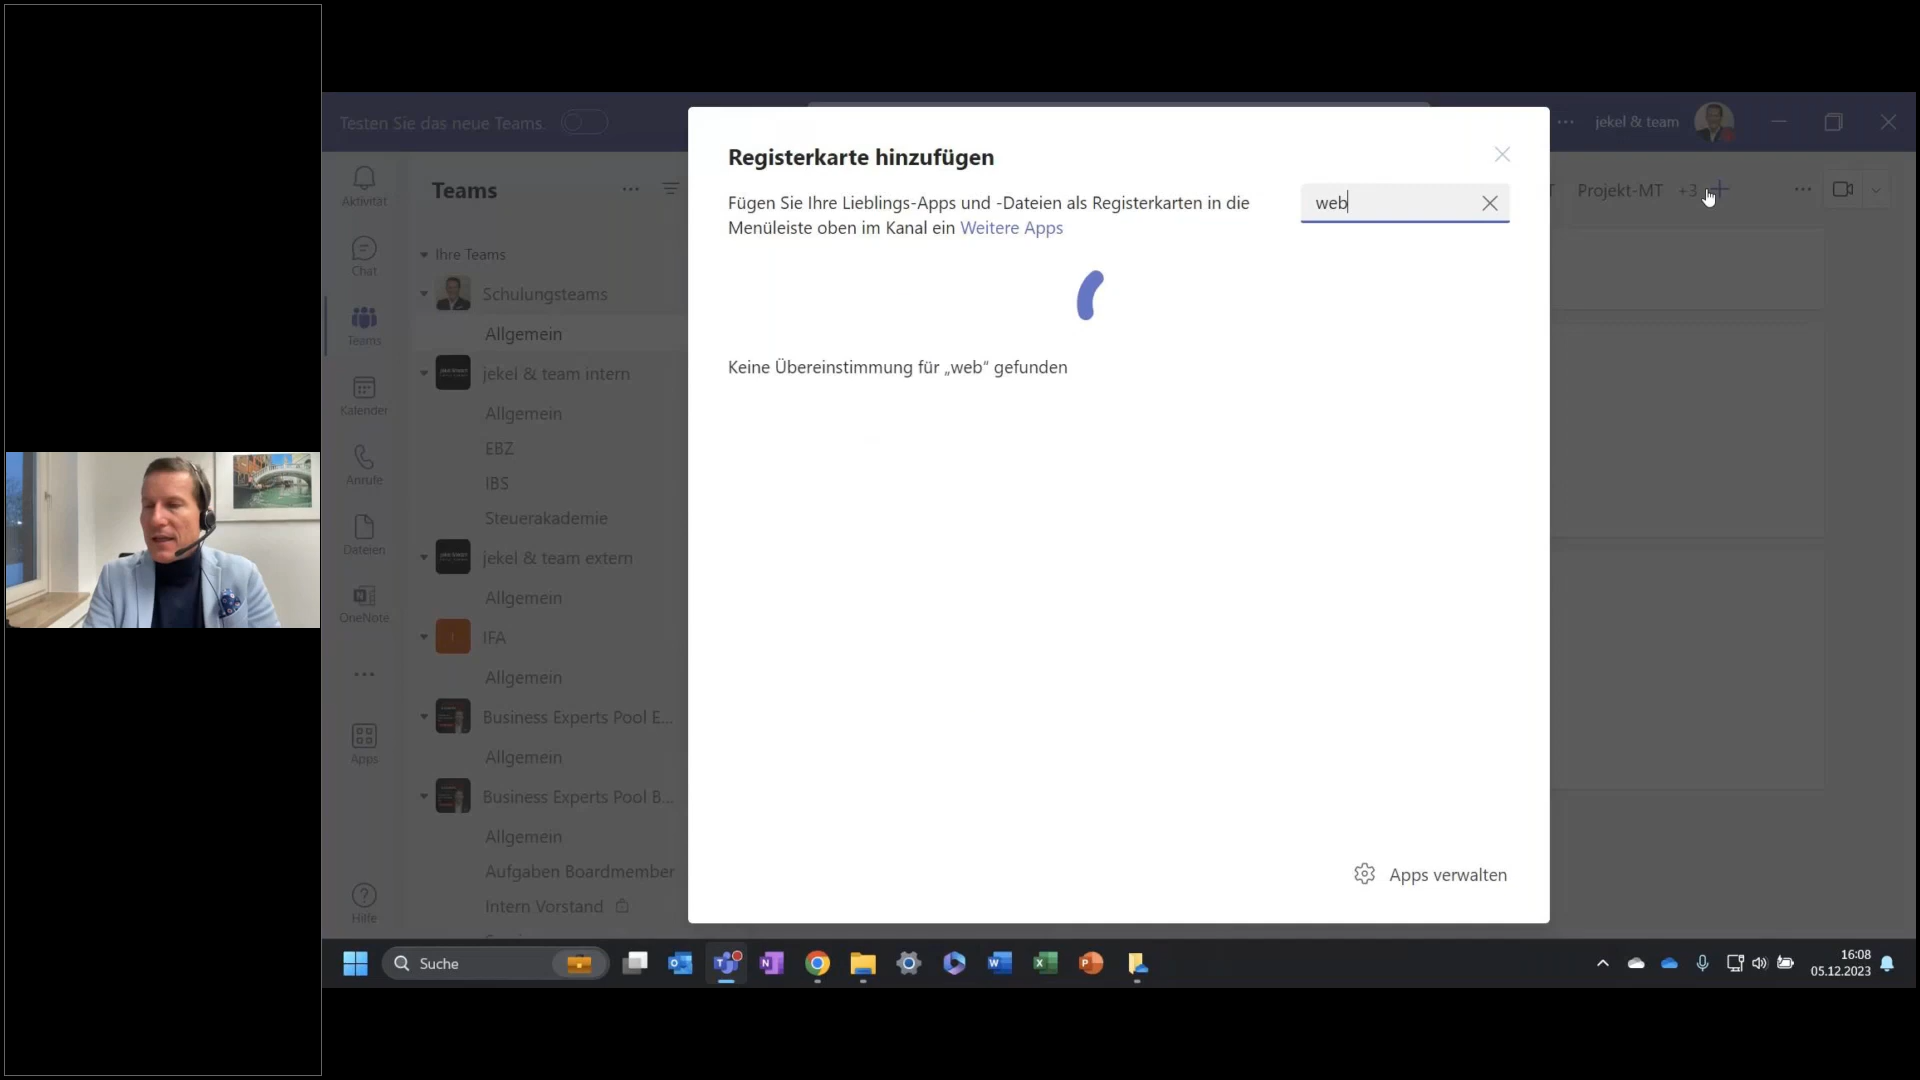 Testen Sie das neue Teams.
jekel & team
Aktivität
Chat
Teams
Kalender
Anrufe
Dateien
OneNote
Apps
Hilfe
Teams
Ihre Teams
Schulungsteams
Allgemein
jekel & team intern
Allgemein
EBZ
IBS
Steuerakademie
jekel & team extern
Allgemein
I
IFA
Allgemein
Business Experts Pool E...
Allgemein
Business Experts Pool B...
Allgemein
Aufgaben Boardmember
Intern Vorstand
Registerkarte hinzufügen
Fügen Sie Ihre Lieblings-Apps und -Dateien als Registerkarten in die
Menüleiste oben im Kanal ein Weitere Apps
web
Keine Übereinstimmung für „web“ gefunden
Apps verwalten
Projekt-MT +3
Suche
16:08
05.12.2023